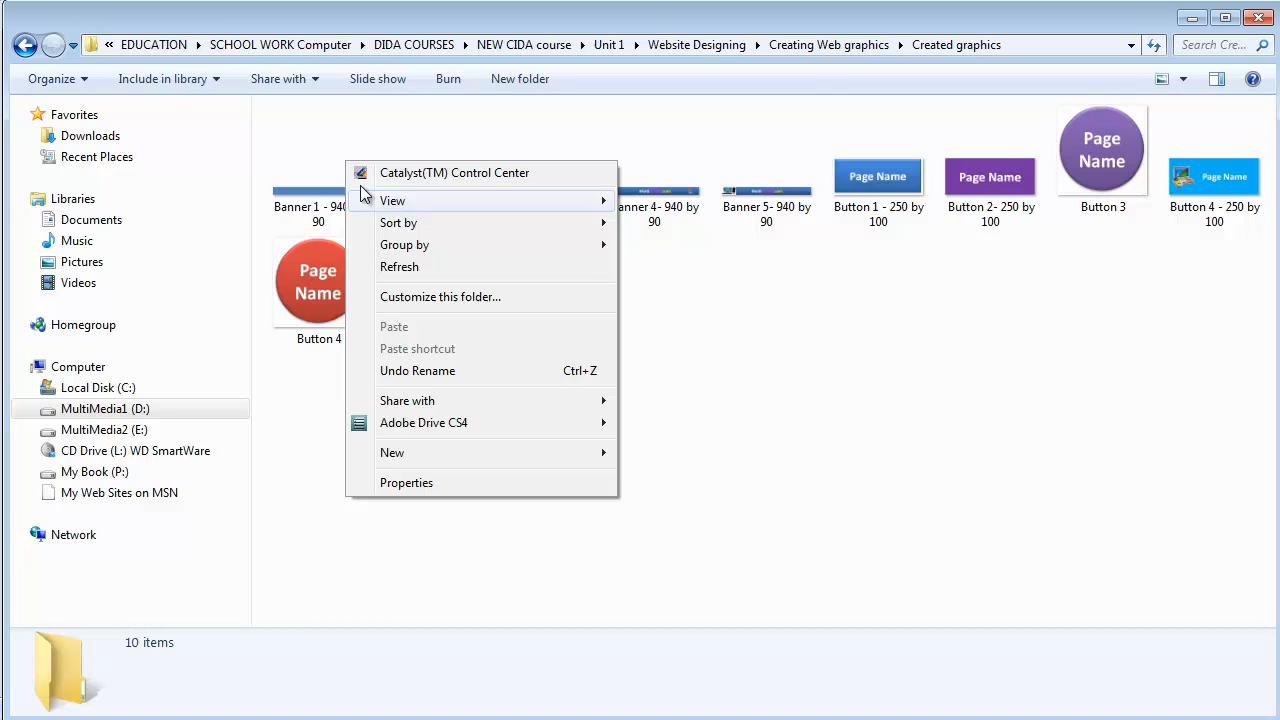 « EDUCATION ▸ SCHOOL WORK Computer ▸ DIDA COURSES ▸ NEW CIDA course ▸ Unit 1 ▸ Website Designing ▸ Creating Web graphics ▸ Created graphics
Search Cre...
Organize Include in library Share with Slide show Burn New folder
Favorites
Downloads
Recent Places
Libraries
Documents
Music
Pictures
Videos
Homegroup
Computer
Local Disk (C:)
MultiMedia1 (D:)
MultiMedia2 (E:)
CD Drive (L:) WD SmartWare
My Book (P:)
My Web Sites on MSN
Network
Banner 1 - 940
90
anner 4- 940 by
90
Banner 5- 940 by
90
Page Name
Button 1 - 250 by
100
Page Name
Button 2- 250 by
100
Page
Name
Button 3
Page Name
Button 4 - 250 by
100
Page
Name
Button 4
Catalyst(TM) Control Center
View
Sort by
Group by
Refresh
Customize this folder...
Paste
Paste shortcut
Undo Rename Ctrl+Z
Share with
Adobe Drive CS4
New
Properties
10 items